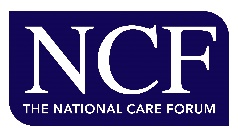 NCF
THE NATIONAL CARE FORUM